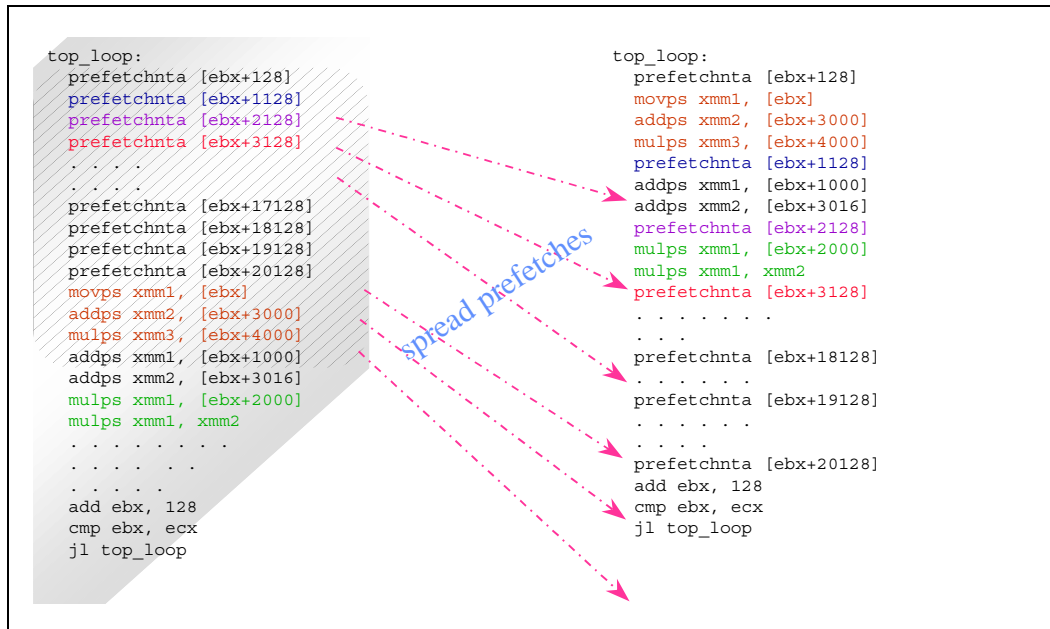 top_loop:
prefetchnta [ebx+128]
prefetchnta [ebx+1128]
prefetchnta [ebx+2128]
prefetchnta [ebx+3128]
. . . .
. . . .
prefetchnta [ebx+17128]
prefetchnta [ebx+18128]
prefetchnta [ebx+19128]
prefetchnta [ebx+20128]
movps xmm1, [ebx]
addps xmm2, [ebx+3000]
mulps xmm3, [ebx+4000]
addps xmm1, [ebx+1000]
addps xmm2, [ebx+3016]
mulps xmm1, [ebx+2000]
mulps xmm1, xmm2
. . . . . . . .
. . . . . .
. . . . .
add ebx, 128
cmp ebx, ecx
jl top_loop
spread prefetches
top_loop:
prefetchnta [ebx+128]
movps xmm1, [ebx]
addps xmm2, [ebx+3000]
mulps xmm3, [ebx+4000]
prefetchnta [ebx+1128]
addps xmm1, [ebx+1000]
addps xmm2, [ebx+3016]
prefetchnta [ebx+2128]
mulps xmm1, [ebx+2000]
mulps xmm1, xmm2
prefetchnta [ebx+3128]
. . . . . . .
. . .
prefetchnta [ebx+18128]
. . . . . .
prefetchnta [ebx+19128]
. . . . . .
. . . .
prefetchnta [ebx+20128]
add ebx, 128
cmp ebx, ecx
jl top_loop